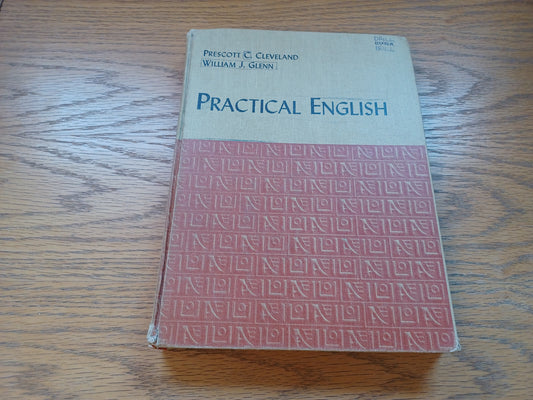 PRESCOTT C. CLEVELAND
WILLIAM J. GLENN
PRACTICAL ENGLISH